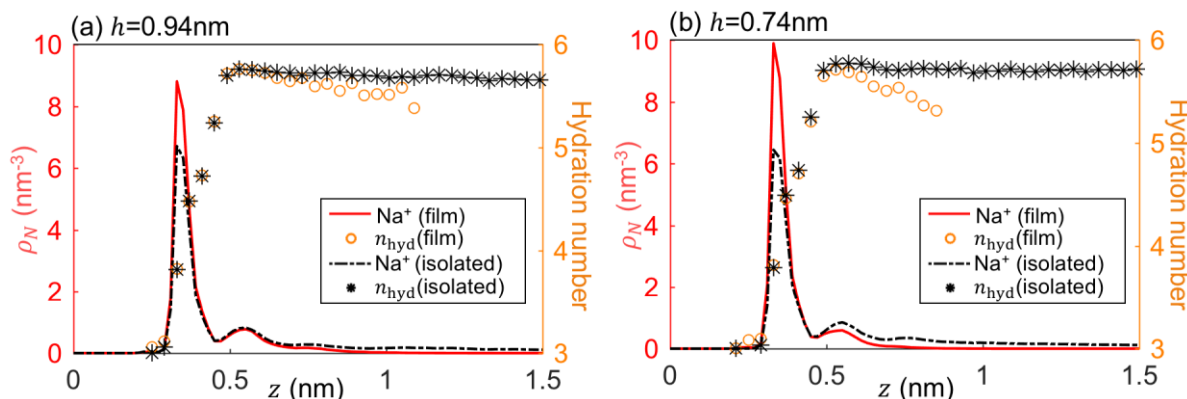 (a) h=0.94nm
10
8
6
4
2
0
ρN (nm-3)
6
5
4
3
Hydration number
Na+ (film)
nhyd(film)
Na+ (isolated)
nhyd(isolated)
0
0.5
1
1.5
z (nm)
(b) h=0.74nm
10
8
6
4
2
0
ρN (nm-3)
6
5
4
3
Hydration number
Na+ (film)
nhyd(film)
Na+ (isolated)
nhyd(isolated)
0
0.5
1
1.5
z (nm)